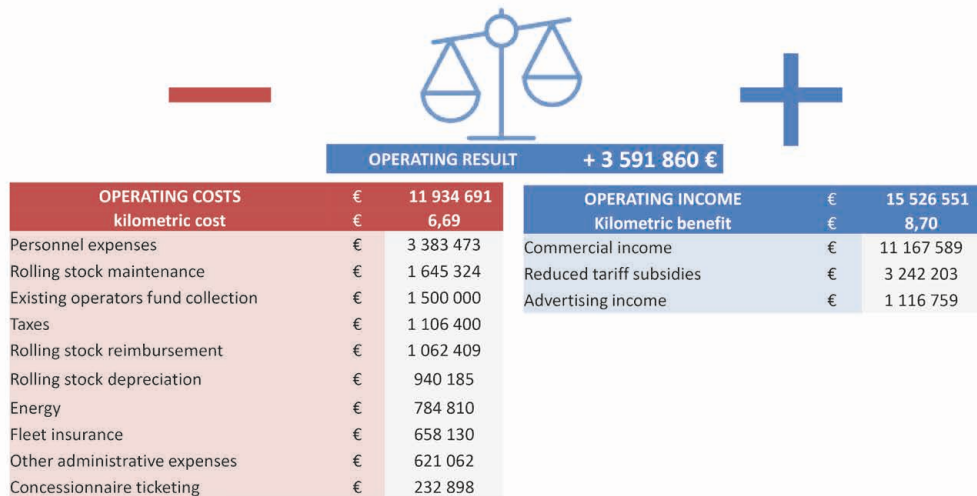 OPERATING RESULT + 3 591 860 €
OPERATING COSTS € 11 934 691
kilometric cost € 6,69
Personnel expenses € 3 383 473
Rolling stock maintenance € 1 645 324
Existing operators fund collection € 1 500 000
Taxes € 1 106 400
Rolling stock reimbursement € 1 062 409
Rolling stock depreciation € 940 185
Energy € 784 810
Fleet insurance € 658 130
Other administrative expenses € 621 062
Concessionnaire ticketing € 232 898
OPERATING INCOME € 15 526 551
Kilometric benefit € 8,70
Commercial income € 11 167 589
Reduced tariff subsidies € 3 242 203
Advertising income € 1 116 759